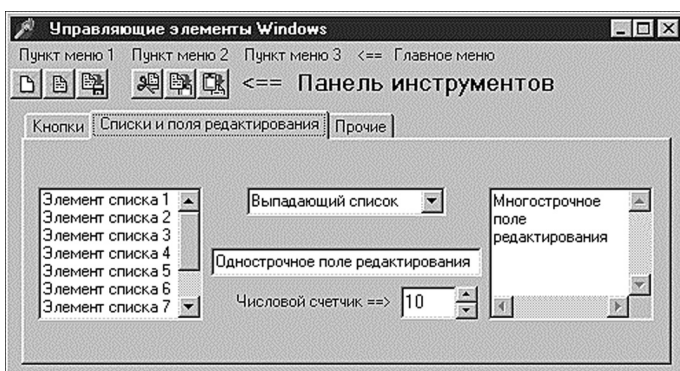 Управляющие элементы Windows
Пункт меню 1 Пункт меню 2 Пункт меню 3 <== Главное меню
<== Панель инструментов
Кнопки Списки и поля редактирования Прочие
Элемент списка 1
Элемент списка 2
Элемент списка 3
Элемент списка 4
Элемент списка 5
Элемент списка 6
Элемент списка 7
Выпадающий список
Однострочное поле редактирования
Числовой счетчик ==> 10
Многострочное
поле
редактирования